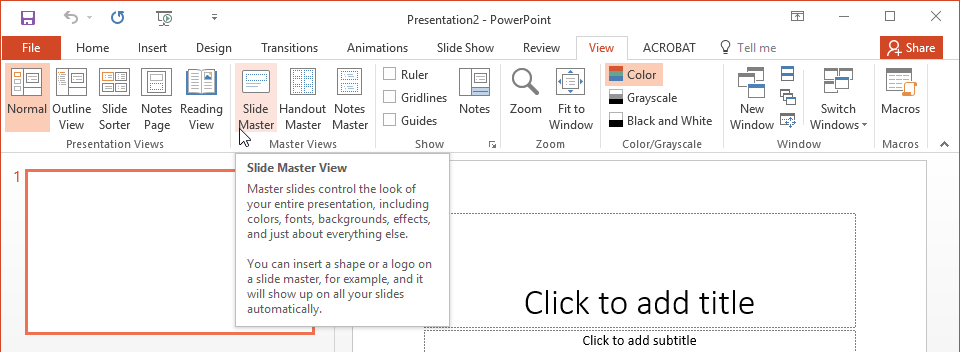 Presentation2 - PowerPoint
File Home Insert Design Transitions Animations Slide Show Review View ACROBAT Tell me Share
Normal
Outline View
Slide Sorter
Notes Page
Reading View
Presentation Views
Slide Master
Handout Master
Notes Master
Master Views
Ruler
Gridlines
Guides
Notes
Show
Zoom
Fit to Window
Zoom
Color
Grayscale
Black and White
Color/Grayscale
New Window
Switch Windows
Window
Macros
Macros
1
Slide Master View
Master slides control the look of
your entire presentation, including
colors, fonts, backgrounds, effects,
and just about everything else.
You can insert a shape or a logo on
a slide master, for example, and it
will show up on all your slides
automatically.
Click to add title
Click to add subtitle